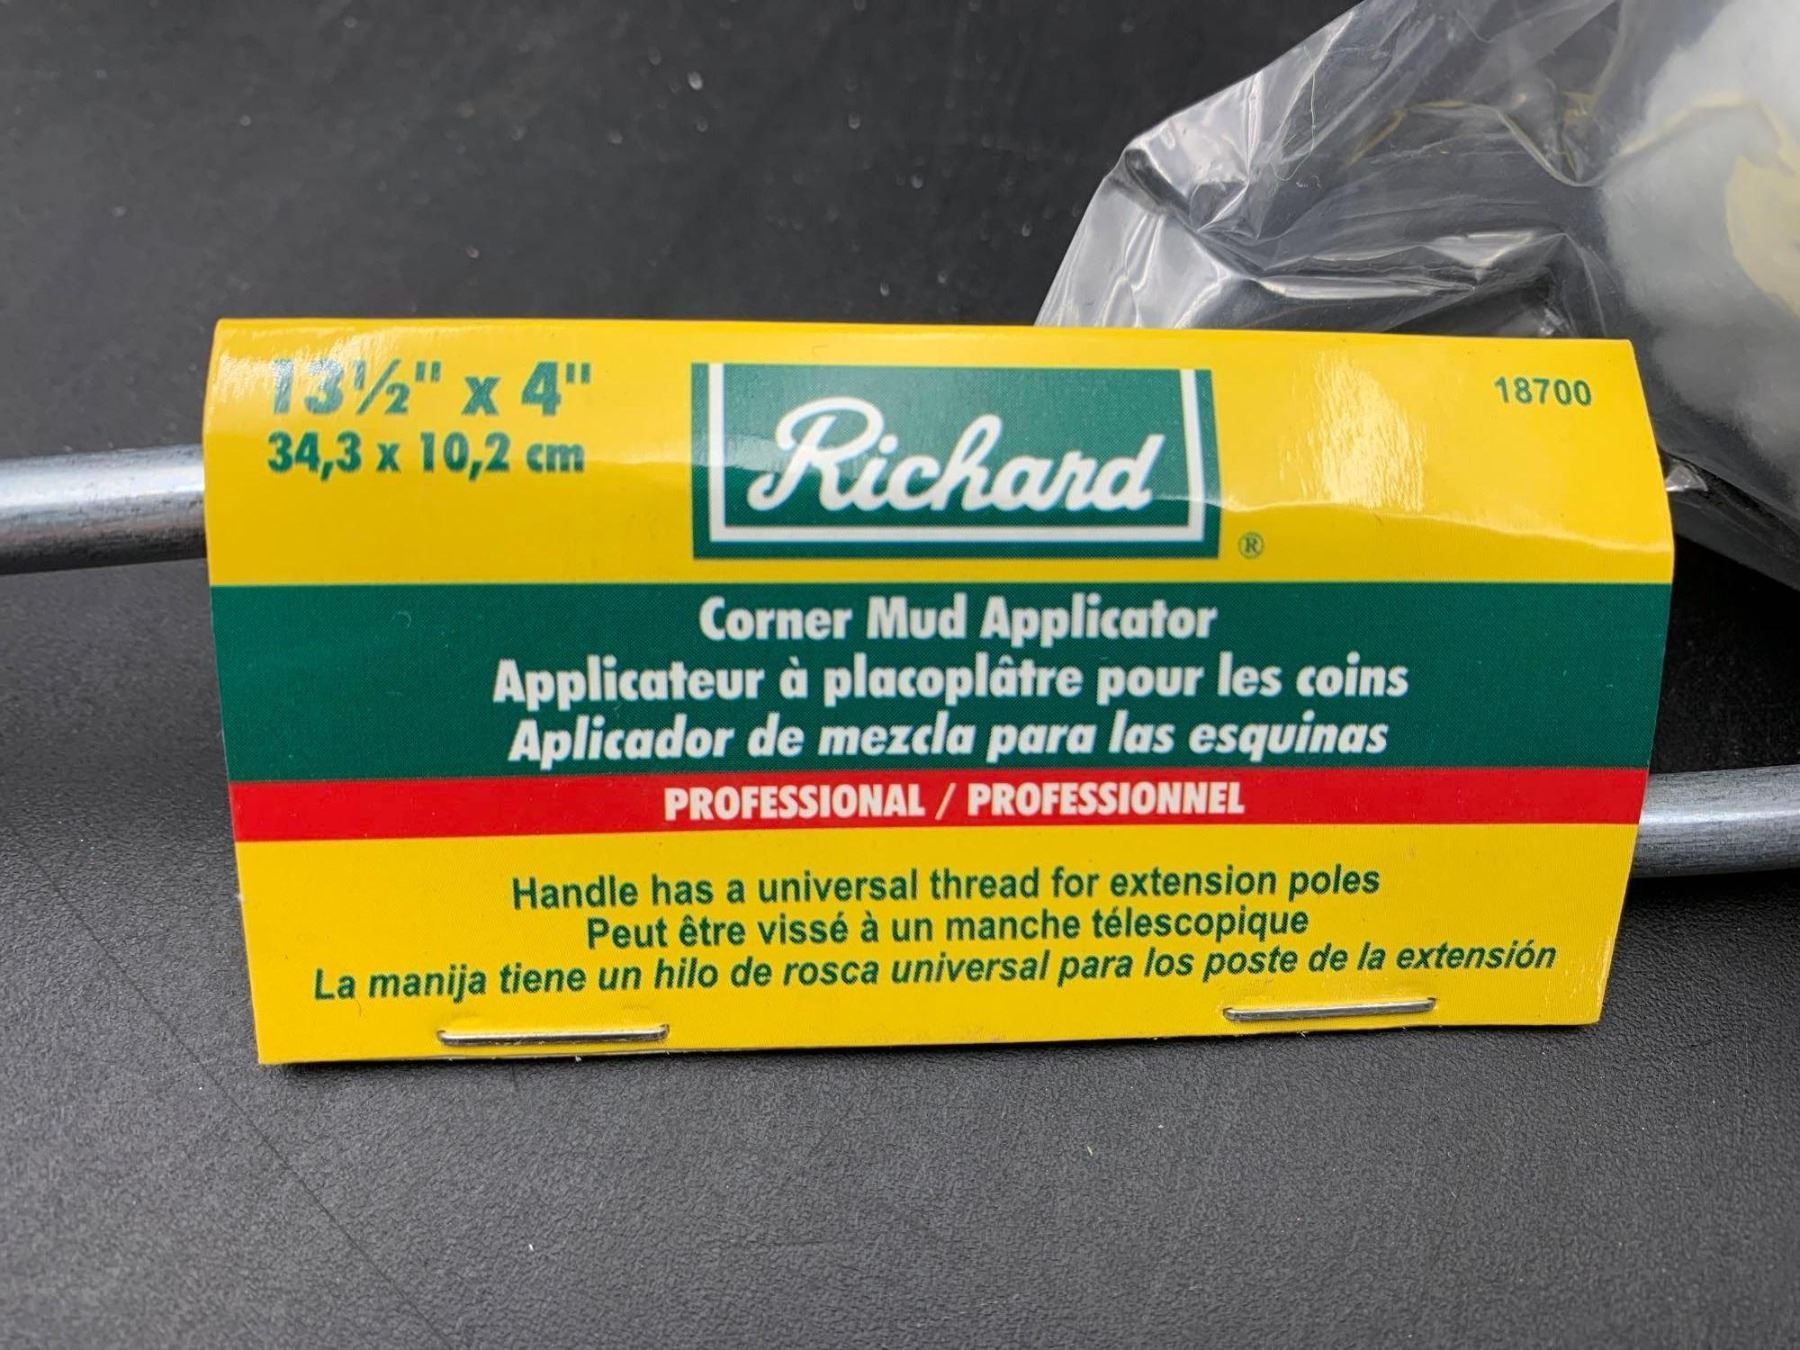 13½" x 4"
34,3 x 10,2 cm
Richard
®
18700
Corner Mud Applicator
Applicateur à placoplâtre pour les coins
Aplicador de mezcla para las esquinas
PROFESSIONAL / PROFESSIONNEL
Handle has a universal thread for extension poles
Peut être vissé à un manche télescopique
La manija tiene un hilo de rosca universal para los poste de la extensión